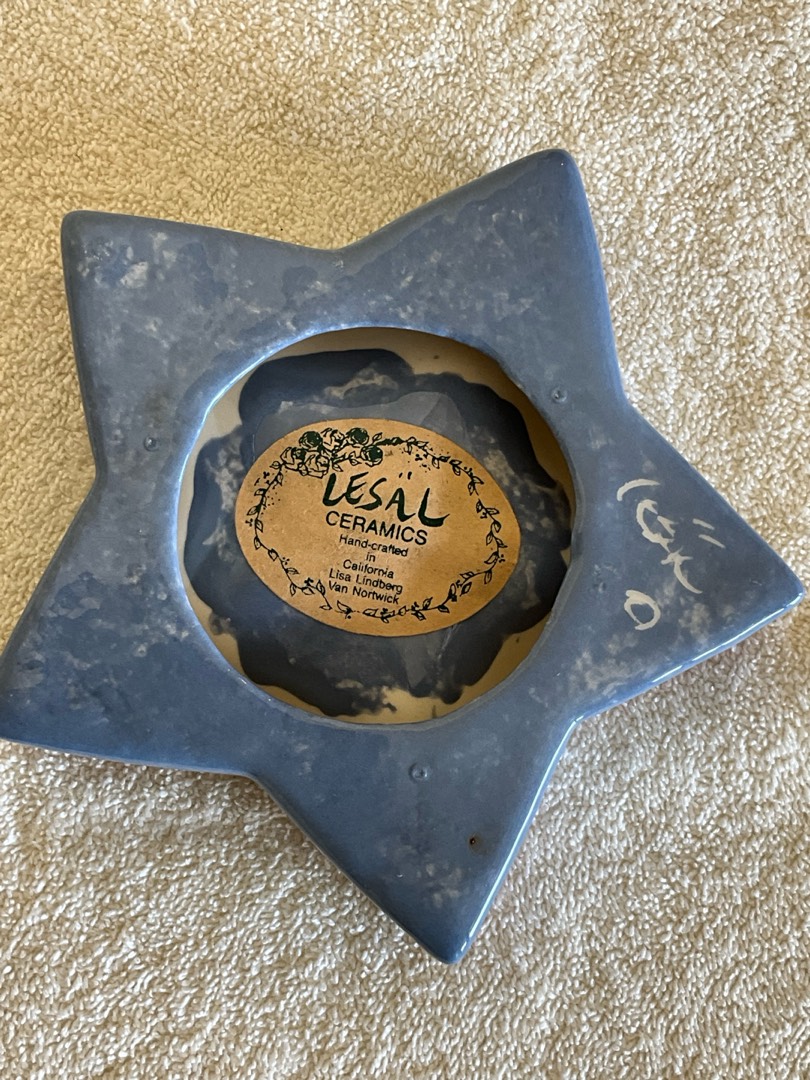 LESÄL
CERAMICS
Hand-crafted
in
California
Lisa Lindberg
Van Nortwick